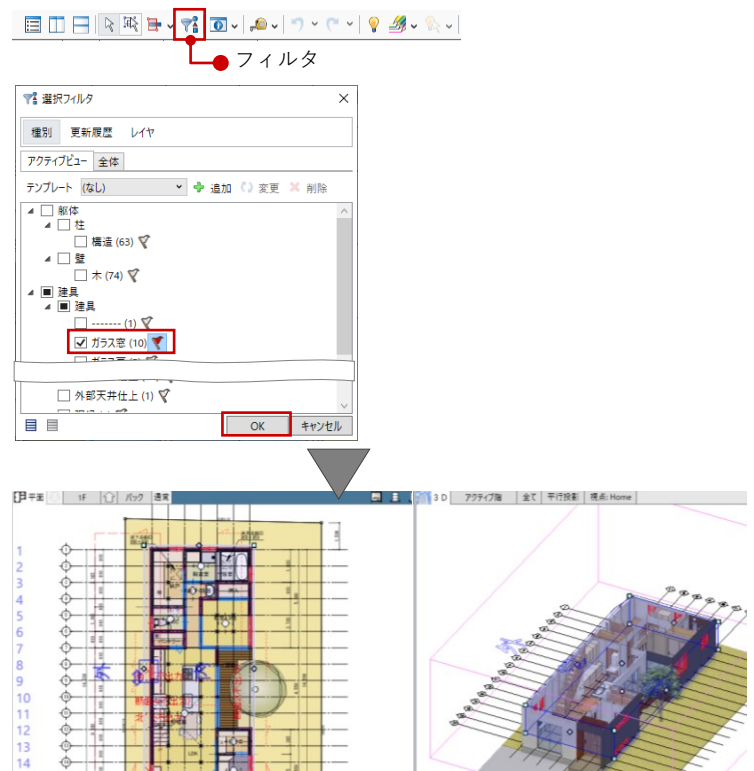 フィルタ
選択フィルタ
種別 更新履歴 レイヤ
アクティブビュー 全体
テンプレート (なし) 追加 変更 削除
躯体
柱
構造 (63)
壁
木 (74)
建具
建具
------- (1)
ガラス窓 (10)
外部天井仕上 (1)
OK キャンセル
平面 1F バック 通常
3 D アクティブ階 全て 平行投影 視点: Home
1
2
3
4
5
6
7
8
9
10
11
12
13
14
外